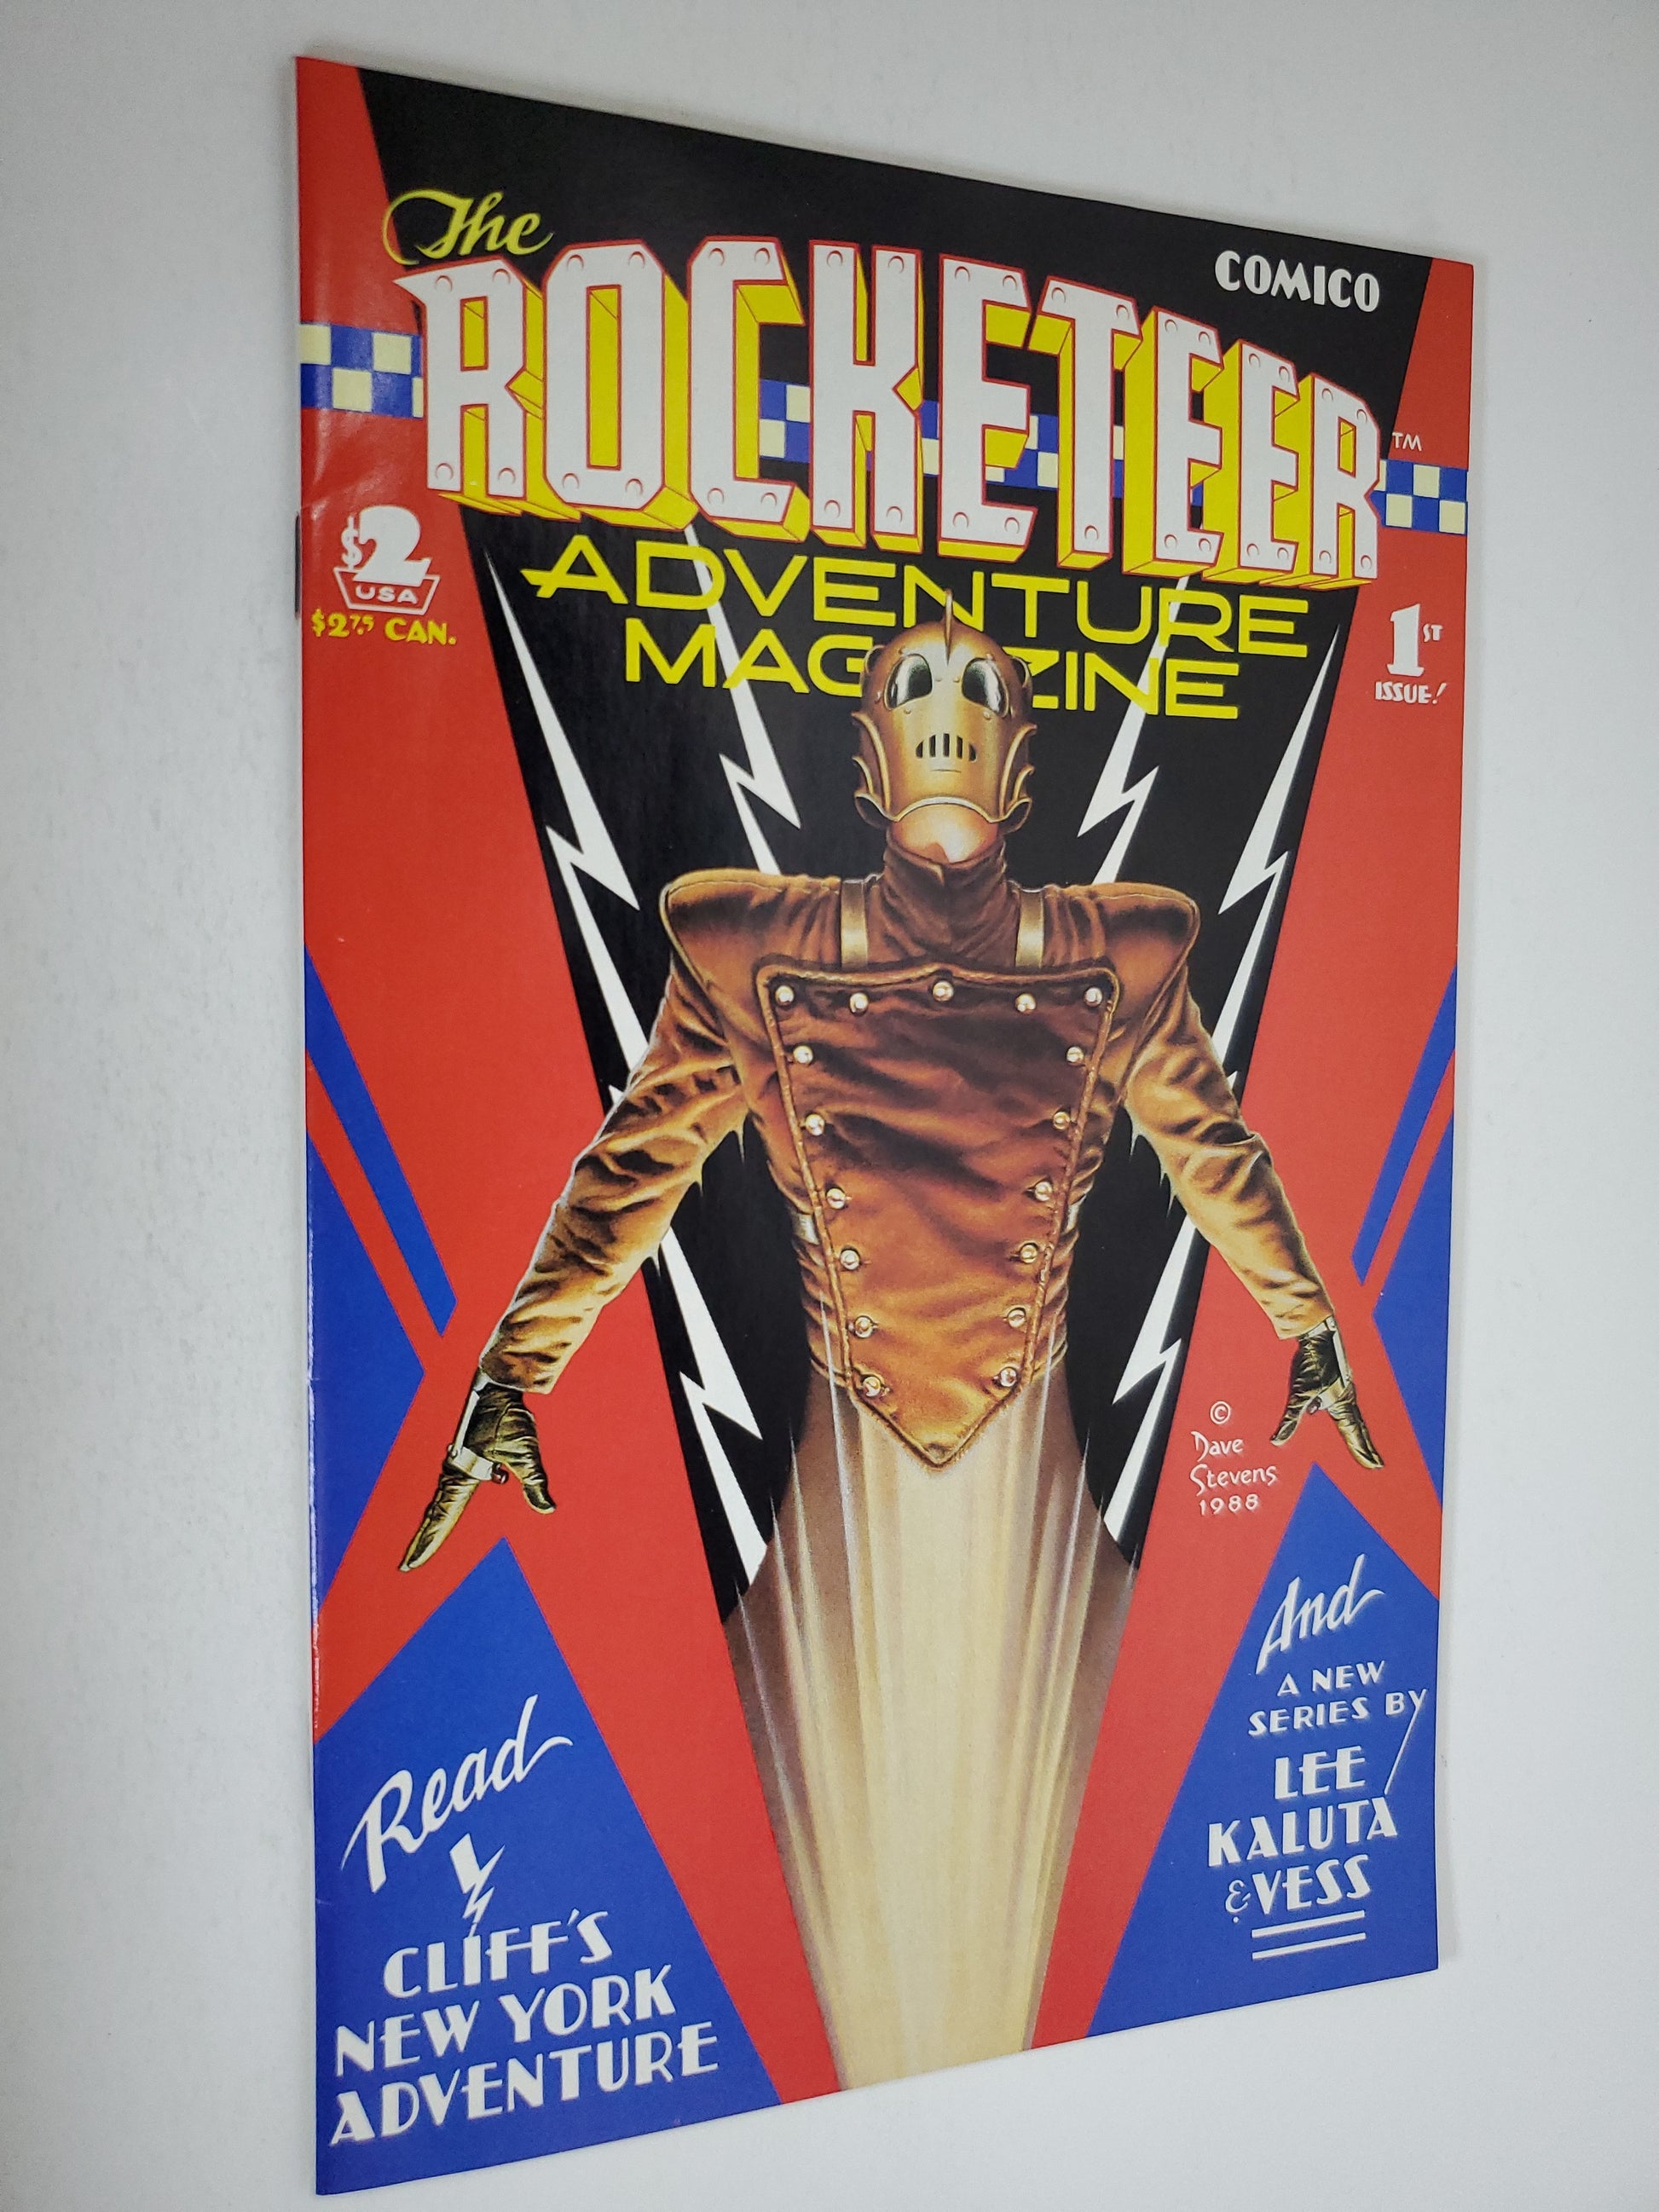 The
COMICO
ROCKETEER™
ADVENTURE
MAGAZINE
$2
USA
$2.75 CAN.
1ST
ISSUE!
©
Dave
Stevens
1988
Read
CLIFF'S
NEW YORK
ADVENTURE
And
A NEW
SERIES BY
LEE
KALUTA
& VESS